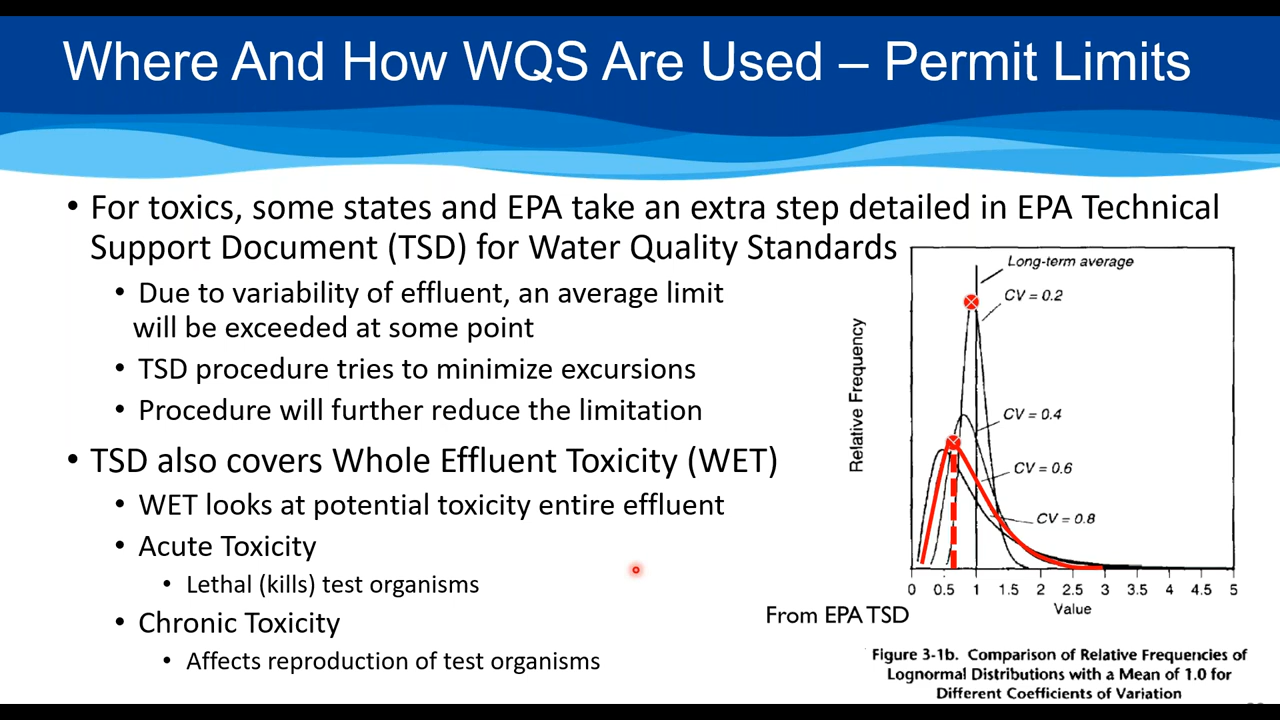 Where And How WQS Are Used – Permit Limits
• For toxics, some states and EPA take an extra step detailed in EPA Technical
Support Document (TSD) for Water Quality Standards
• Due to variability of effluent, an average limit
will be exceeded at some point
• TSD procedure tries to minimize excursions
• Procedure will further reduce the limitation
• TSD also covers Whole Effluent Toxicity (WET)
• WET looks at potential toxicity entire effluent
• Acute Toxicity
• Lethal (kills) test organisms
• Chronic Toxicity
• Affects reproduction of test organisms
Long-term average
CV = 0.2
CV = 0.4
CV = 0.6
CV = 0.8
Relative Frequency
0 0.5 1 1.5 2 2.5 3 3.5 4 4.5 5
Value
From EPA TSD
Figure 3-1b. Comparison of Relative Frequencies of
Lognormal Distributions with a Mean of 1.0 for
Different Coefficients of Variation